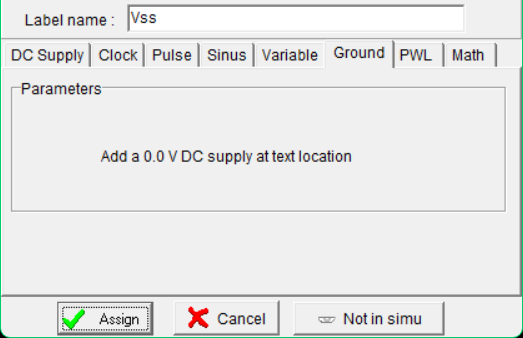 Label name : Vss
DC Supply Clock Pulse Sinus Variable Ground PWL Math
Parameters
Add a 0.0 V DC supply at text location
Assign Cancel Not in simu